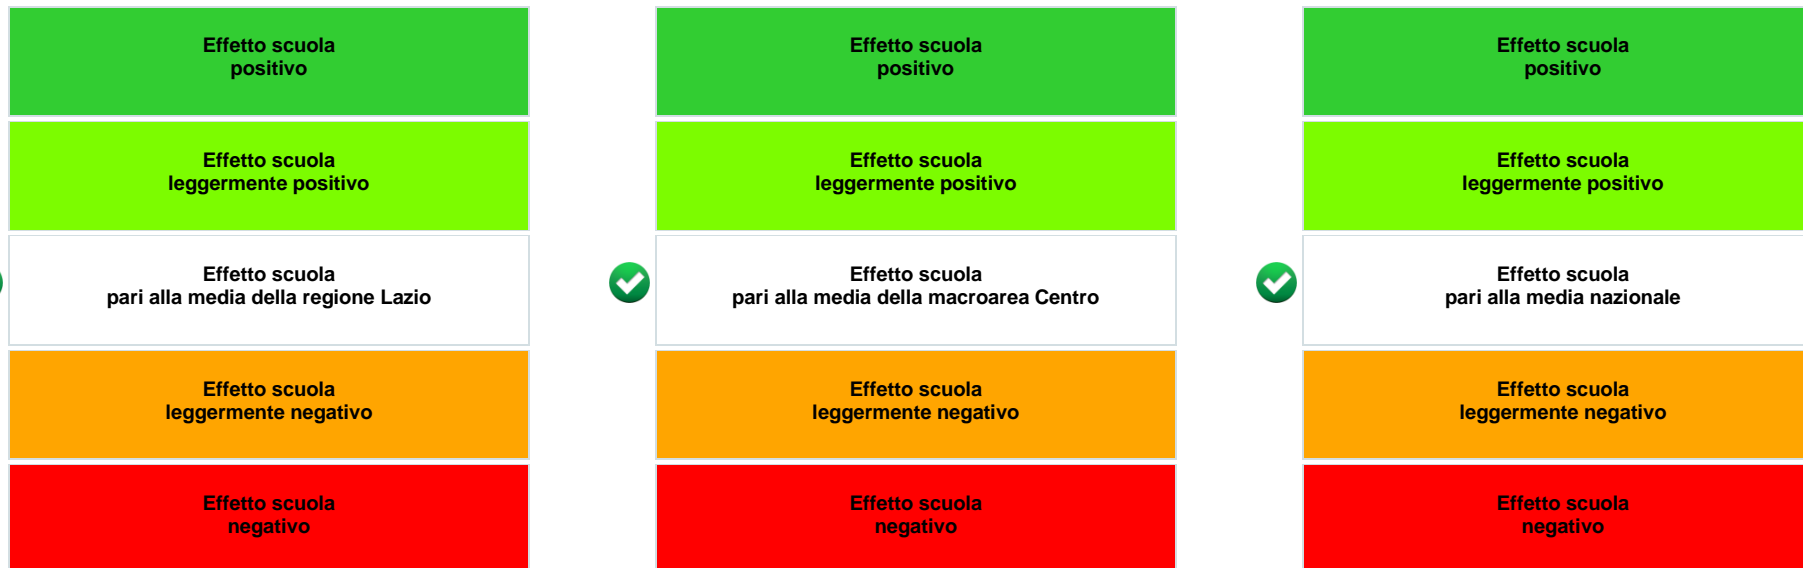 Effetto scuola
positivo
Effetto scuola
leggermente positivo
Effetto scuola
pari alla media della regione Lazio
Effetto scuola
leggermente negativo
Effetto scuola
negativo
Effetto scuola
positivo
Effetto scuola
leggermente positivo
Effetto scuola
pari alla media della macroarea Centro
Effetto scuola
leggermente negativo
Effetto scuola
negativo
Effetto scuola
positivo
Effetto scuola
leggermente positivo
Effetto scuola
pari alla media nazionale
Effetto scuola
leggermente negativo
Effetto scuola
negativo